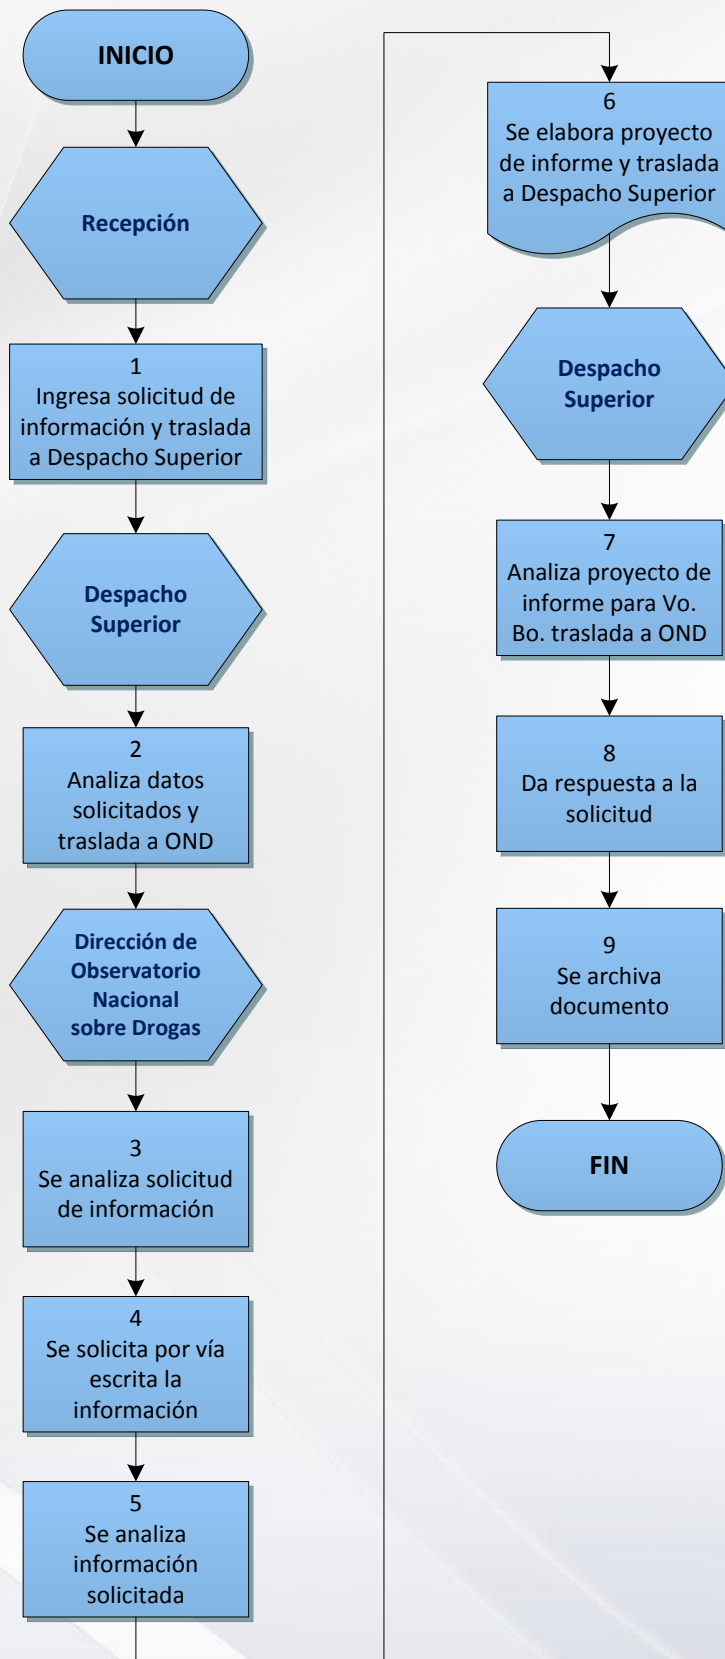 INICIO
Recepción
1
Ingresa solicitud de
información y traslada
a Despacho Superior
Despacho
Superior
2
Analiza datos
solicitados y
traslada a OND
Dirección de
Observatorio
Nacional
sobre Drogas
3
Se analiza solicitud
de información
4
Se solicita por vía
escrita la
información
5
Se analiza
información
solicitada
6
Se elabora proyecto
de informe y traslada
a Despacho Superior
Despacho
Superior
7
Analiza proyecto de
informe para Vo.
Bo. traslada a OND
8
Da respuesta a la
solicitud
9
Se archiva
documento
FIN